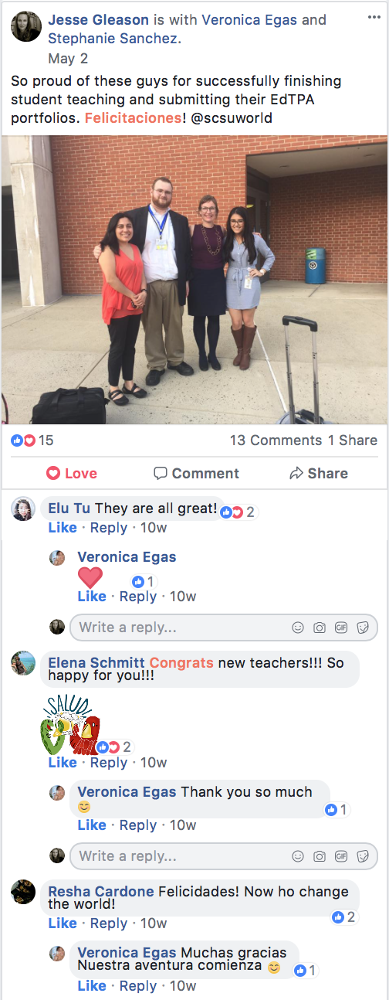 Jesse Gleason is with Veronica Egas and
Stephanie Sanchez.
May 2
So proud of these guys for successfully finishing
student teaching and submitting their EdTPA
portfolios. Felicitaciones! @scsuworld
15
13 Comments 1 Share
Love
Comment
Share
Elu Tu They are all great!
2
Like · Reply · 10w
Veronica Egas
1
Like · Reply · 10w
Write a reply...
GIF
Elena Schmitt Congrats new teachers!!! So
happy for you!!!
¡SALUD!
2
Like · Reply · 10w
Veronica Egas Thank you so much
1
Like · Reply · 10w
Write a reply...
GIF
Resha Cardone Felicidades! Now ho change
the world!
2
Like · Reply · 10w
Veronica Egas Muchas gracias
Nuestra aventura comienza
1
Like · Reply · 10w